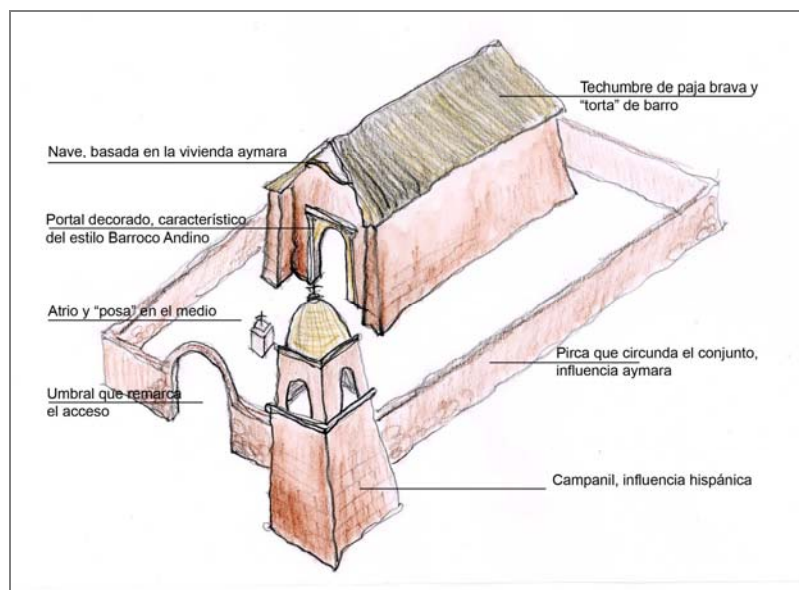 Techumbre de paja brava y
“torta” de barro
Nave, basada en la vivienda aymara
Portal decorado, característico
del estilo Barroco Andino
Atrio y “posa” en el medio
Pirca que circunda el conjunto,
influencia aymara
Umbral que remarca
el acceso
Campanil, influencia hispánica